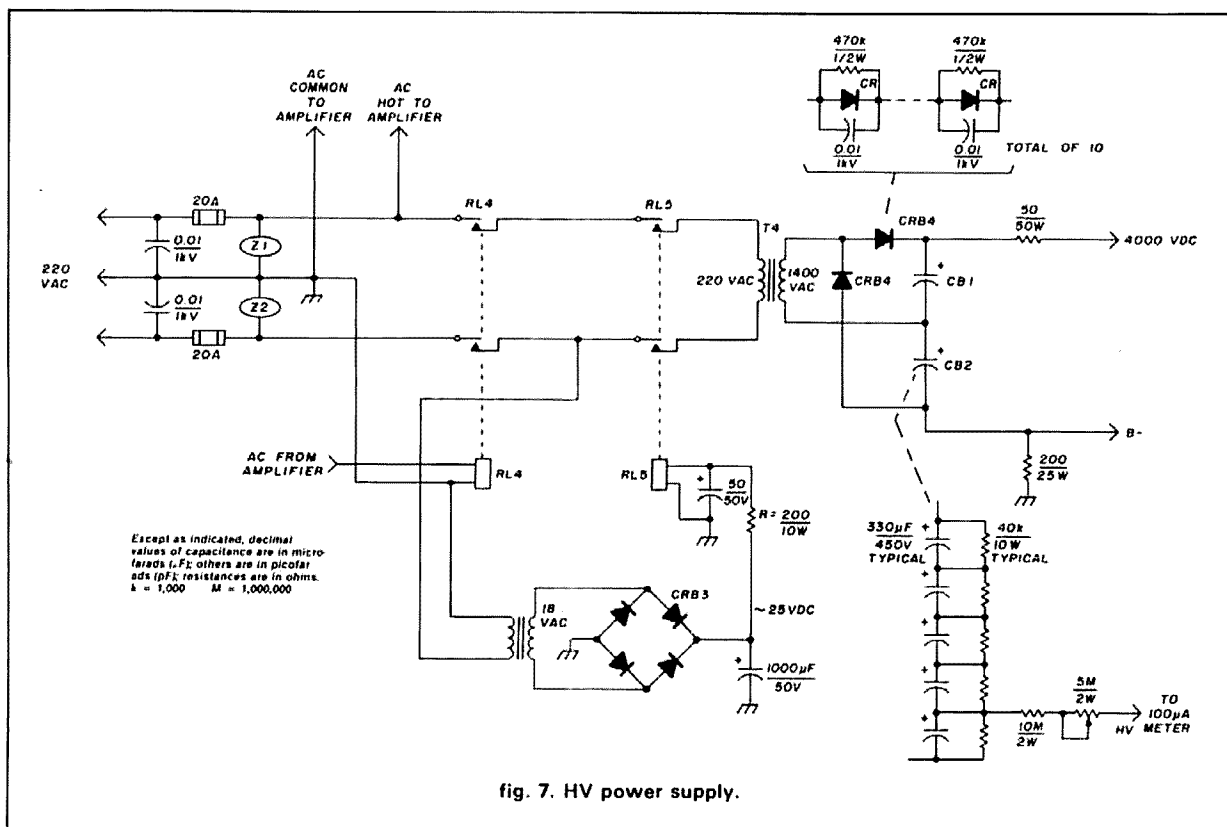 470k
1/2W
CR
0.01
1kV
470k
1/2W
CR
0.01
1kV
TOTAL OF 10
AC
COMMON
TO
AMPLIFIER
AC
HOT TO
AMPLIFIER
20A
RL4
RL5
T4
CRB4
50
50W
4000 VDC
0.01
1kV
Z1
220
VAC
220 VAC
1400
VAC
CRB4
+
CB1
0.01
1kV
Z2
20A
+
CB2
B-
200
25W
AC FROM
AMPLIFIER
RL4
RL5
+
50
50V
R=
200
10W
330µF
450V
TYPICAL
+
40k
10W
TYPICAL
+
+
+
+
Except as indicated, decimal
values of capacitance are in micro-
farads (µF); others are in picofar
ads (pF); resistances are in ohms.
k = 1,000 M = 1,000,000
18
VAC
CRB3
~25VDC
+
1000µF
50V
10M
2W
5M
2W
HV
TO
100µA
METER
fig. 7. HV power supply.